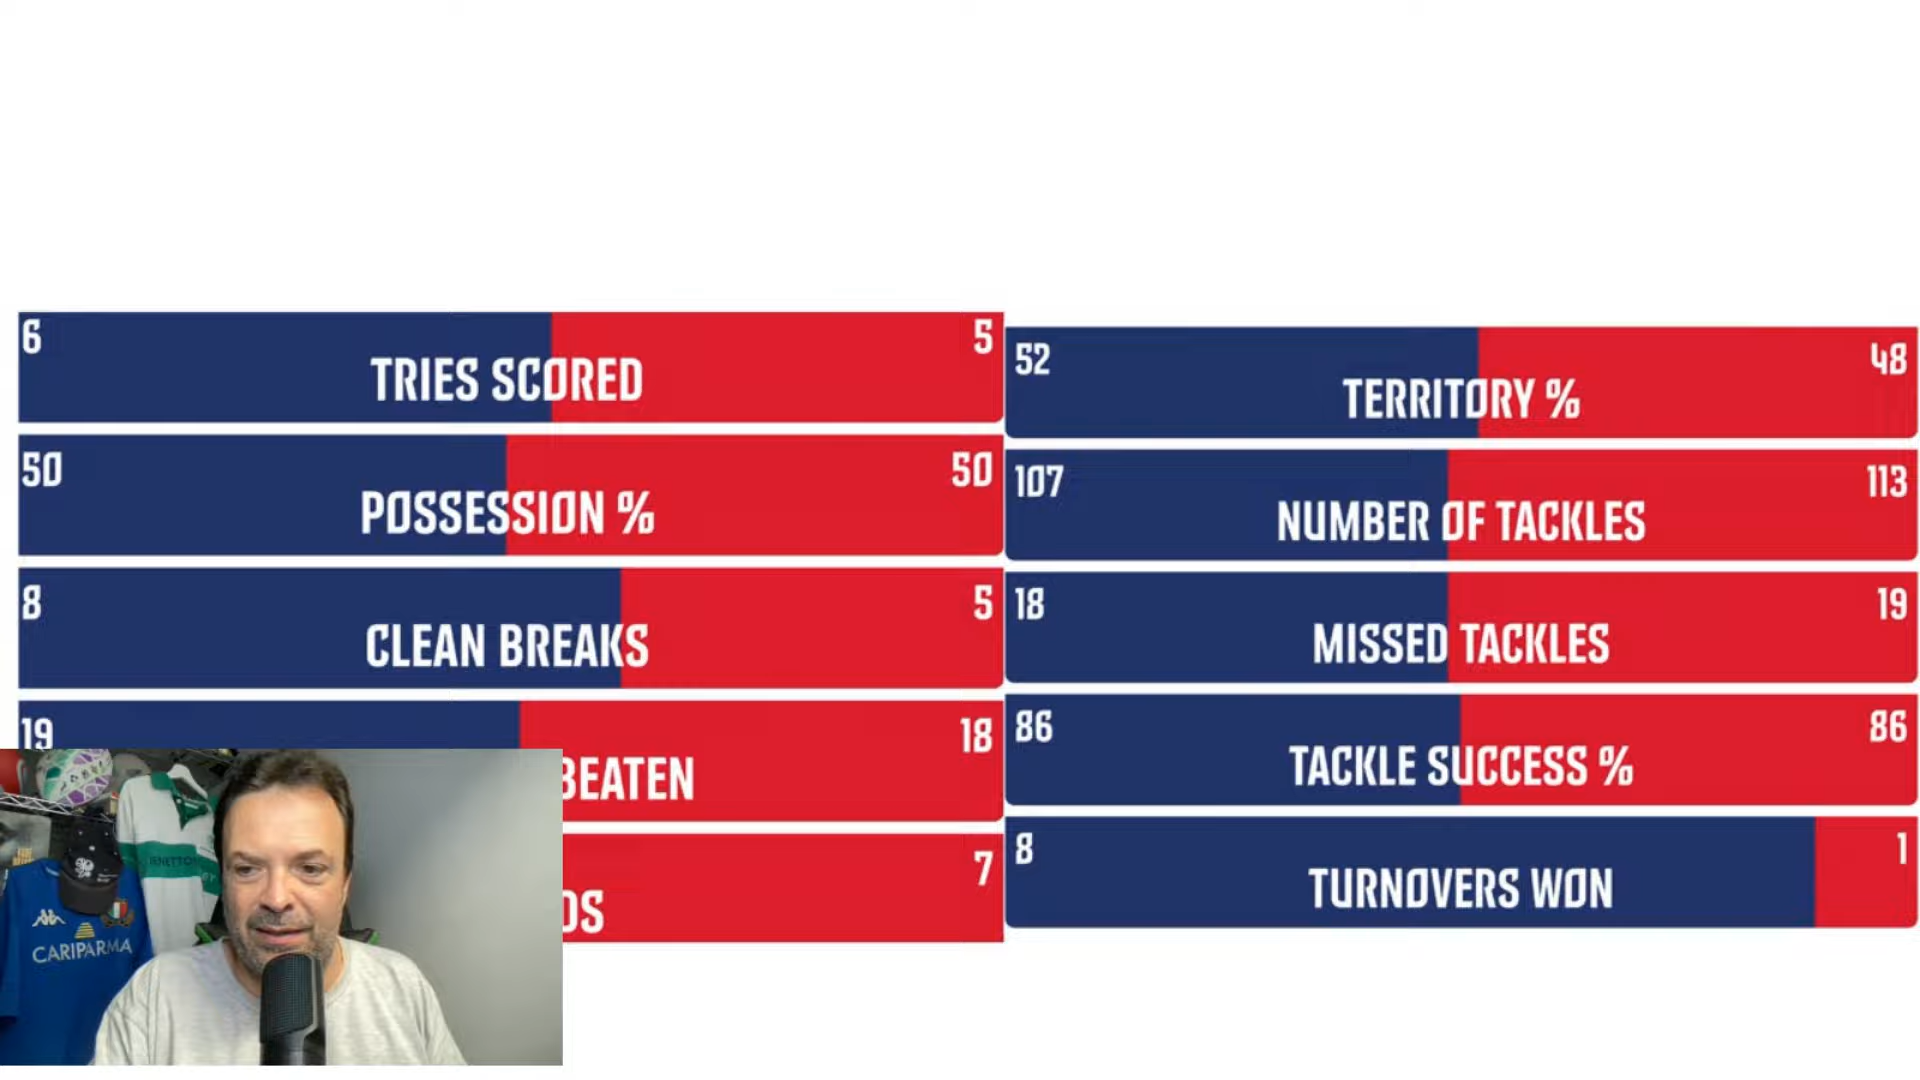 6 5
TRIES SCORED
50 50
POSSESSION %
8 5
CLEAN BREAKS
19 18
BEATEN
7
52 48
TERRITORY %
107 113
NUMBER OF TACKLES
18 19
MISSED TACKLES
86 86
TACKLE SUCCESS %
8 1
TURNOVERS WON
CARIPARMA